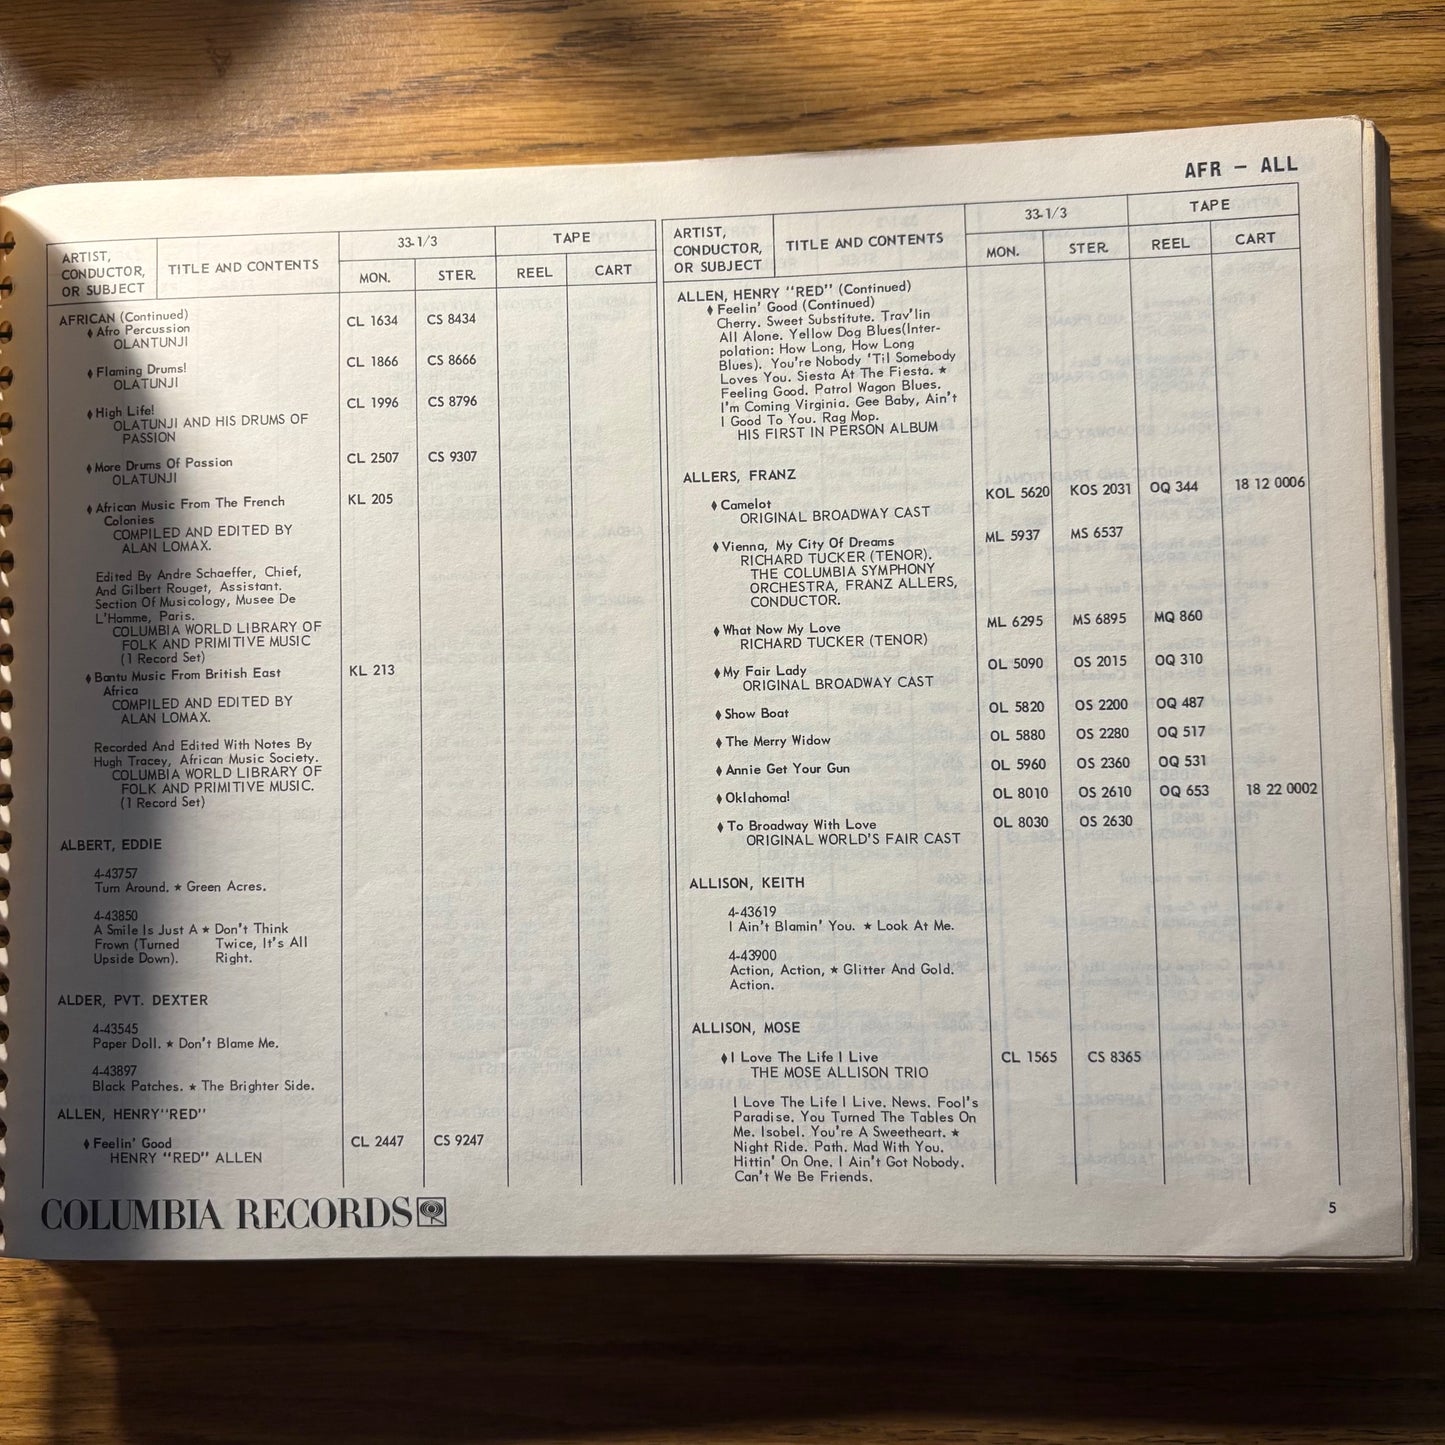 AFR - ALL
ARTIST,
CONDUCTOR,
OR SUBJECT
TITLE AND CONTENTS
33-1/3
TAPE
MON.
STER.
REEL
CART
AFRICAN (Continued)
♦ Afro Percussion CL 1634 CS 8434
OLANTUNJI
♦ Flaming Drums! CL 1866 CS 8666
OLATUNJI
♦ High Life! CL 1996 CS 8796
OLATUNJI AND HIS DRUMS OF
PASSION
♦ More Drums Of Passion CL 2507 CS 9307
OLATUNJI
♦ African Music From The French KL 205
Colonies
COMPILED AND EDITED BY
ALAN LOMAX.
Edited By Andre Schaeffer, Chief,
And Gilbert Rouget, Assistant.
Section Of Musicology, Musee De
L'Homme, Paris.
COLUMBIA WORLD LIBRARY OF
FOLK AND PRIMITIVE MUSIC
(1 Record Set)
♦ Bantu Music From British East KL 213
Africa
COMPILED AND EDITED BY
ALAN LOMAX.
Recorded And Edited With Notes By
Hugh Tracey, African Music Society.
COLUMBIA WORLD LIBRARY OF
FOLK AND PRIMITIVE MUSIC.
(1 Record Set)
ALBERT, EDDIE
4-43757
Turn Around. ★ Green Acres.
4-43850
A Smile Is Just A ★ Don't Think
Frown (Turned Twice, It's All
Upside Down). Right.
ALDER, PVT. DEXTER
4-43545
Paper Doll. ★ Don't Blame Me.
4-43897
Black Patches. ★ The Brighter Side.
ALLEN, HENRY"RED"
♦ Feelin' Good CL 2447 CS 9247
HENRY "RED" ALLEN
ARTIST,
CONDUCTOR,
OR SUBJECT
TITLE AND CONTENTS
33-1/3
TAPE
MON.
STER.
REEL
CART
ALLEN, HENRY "RED" (Continued)
♦ Feelin' Good (Continued)
Cherry. Sweet Substitute. Trav'lin
All Alone. Yellow Dog Blues(Inter-
polation: How Long, How Long
Blues). You're Nobody 'Til Somebody
Loves You. Siesta At The Fiesta. ★
Feeling Good. Patrol Wagon Blues.
I'm Coming Virginia. Gee Baby, Ain't
I Good To You. Rag Mop.
HIS FIRST IN PERSON ALBUM
ALLERS, FRANZ
♦ Camelot KOL 5620 KOS 2031 OQ 344 18 12 0006
ORIGINAL BROADWAY CAST
♦ Vienna, My City Of Dreams ML 5937 MS 6537
RICHARD TUCKER (TENOR).
THE COLUMBIA SYMPHONY
ORCHESTRA, FRANZ ALLERS,
CONDUCTOR.
♦ What Now My Love ML 6295 MS 6895 MQ 860
RICHARD TUCKER (TENOR)
♦ My Fair Lady OL 5090 OS 2015 OQ 310
ORIGINAL BROADWAY CAST
♦ Show Boat OL 5820 OS 2200 OQ 487
♦ The Merry Widow OL 5880 OS 2280 OQ 517
♦ Annie Get Your Gun OL 5960 OS 2360 OQ 531
♦ Oklahoma! OL 8010 OS 2610 OQ 653 18 22 0002
♦ To Broadway With Love OL 8030 OS 2630
ORIGINAL WORLD'S FAIR CAST
ALLISON, KEITH
4-43619
I Ain't Blamin' You. ★ Look At Me.
4-43900
Action, Action, ★ Glitter And Gold.
Action.
ALLISON, MOSE
♦ I Love The Life I Live CL 1565 CS 8365
THE MOSE ALLISON TRIO
I Love The Life I Live. News. Fool's
Paradise. You Turned The Tables On
Me. Isobel. You're A Sweetheart. ★
Night Ride. Path. Mad With You.
Hittin' On One. I Ain't Got Nobody.
Can't We Be Friends.
COLUMBIA RECORDS
5